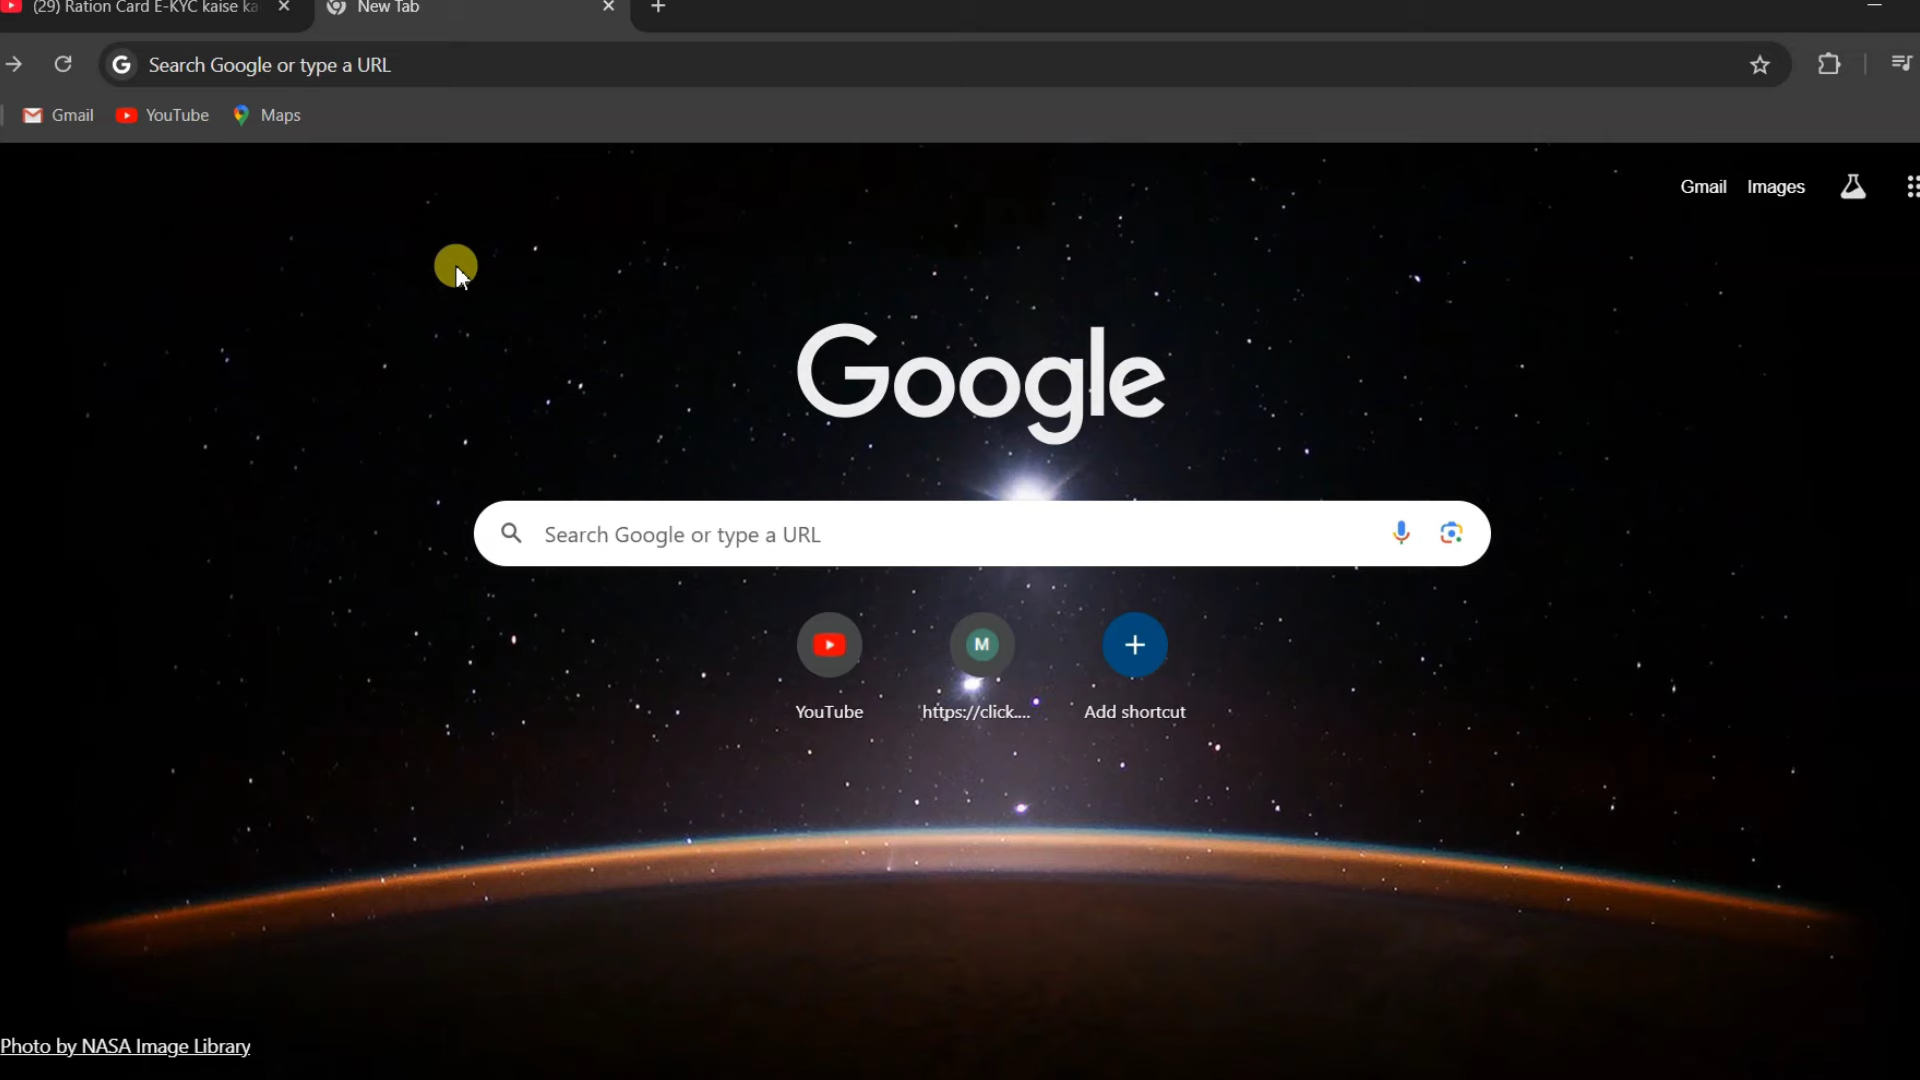 (29) Ration Card E-KYC kaise ka
New Tab
Search Google or type a URL
Gmail YouTube Maps
Gmail Images
Google
Search Google or type a URL
M
YouTube https://click.... Add shortcut
Photo by NASA Image Library